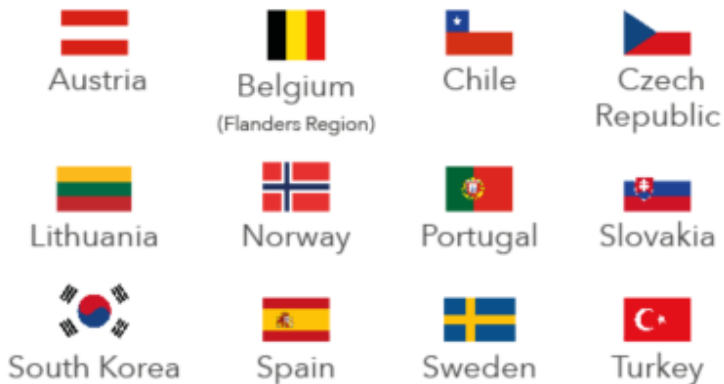 Austria
Belgium
(Flanders Region)
Chile
Czech
Republic
Lithuania
Norway
Portugal
Slovakia
South Korea
Spain
Sweden
Turkey